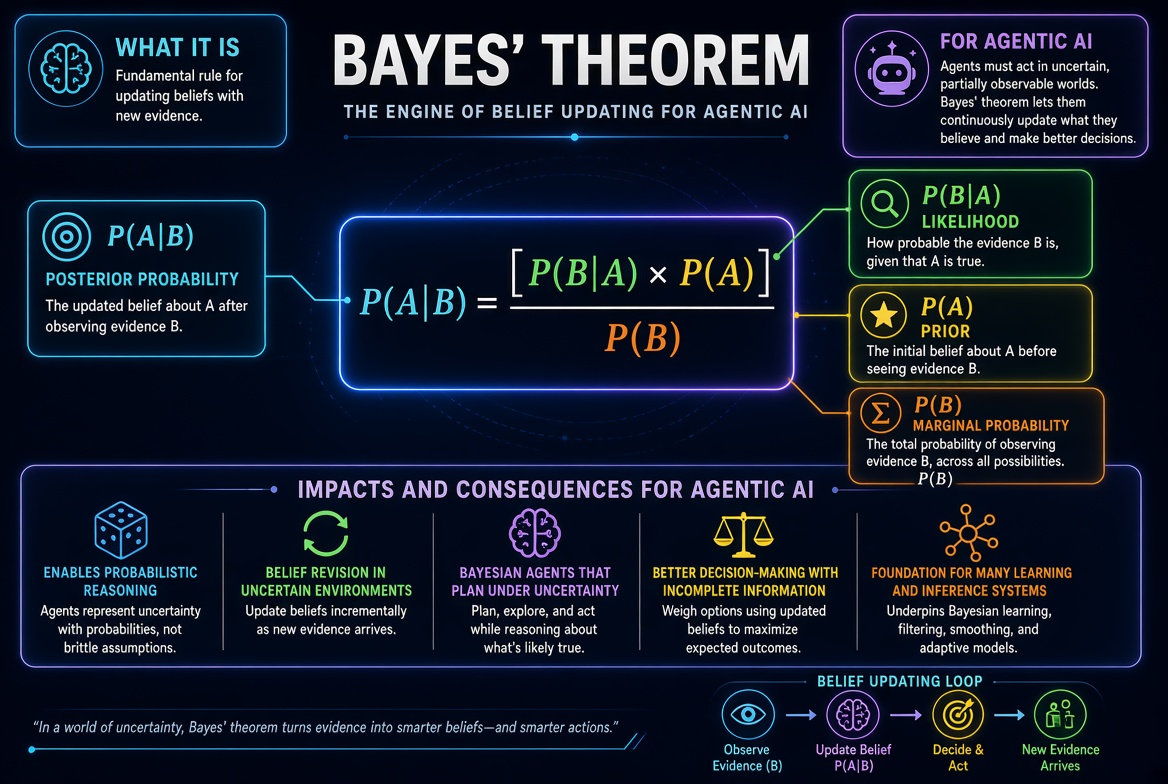 WHAT IT IS
Fundamental rule for
updating beliefs with
new evidence.
BAYES’ THEOREM
THE ENGINE OF BELIEF UPDATING FOR AGENTIC AI
FOR AGENTIC AI
Agents must act in uncertain,
partially observable worlds.
Bayes' theorem lets them
continuously update what they
believe and make better decisions.
P(A|B)
POSTERIOR PROBABILITY
The updated belief about A after
observing evidence B.
P(A|B) = [P(B|A) × P(A)]
P(B)
P(B|A)
LIKELIHOOD
How probable the evidence B is,
given that A is true.
P(A)
PRIOR
The initial belief about A before
seeing evidence B.
Σ
P(B)
MARGINAL PROBABILITY
The total probability of observing
evidence B, across all possibilities.
P(B)
IMPACTS AND CONSEQUENCES FOR AGENTIC AI
ENABLES PROBABILISTIC
REASONING
Agents represent uncertainty
with probabilities, not
brittle assumptions.
BELIEF REVISION IN
UNCERTAIN ENVIRONMENTS
Update beliefs incrementally
as new evidence arrives.
BAYESIAN AGENTS THAT
PLAN UNDER UNCERTAINTY
Plan, explore, and act
while reasoning about
what’s likely true.
BETTER DECISION-MAKING WITH
INCOMPLETE INFORMATION
Weigh options using updated
beliefs to maximize
expected outcomes.
FOUNDATION FOR MANY LEARNING
AND INFERENCE SYSTEMS
Underpins Bayesian learning,
filtering, smoothing, and
adaptive models.
“In a world of uncertainty, Bayes’ theorem turns evidence into smarter beliefs—and smarter actions.”
BELIEF UPDATING LOOP
Observe
Evidence (B)
Update Belief
P(A|B)
Decide &
Act
New Evidence
Arrives